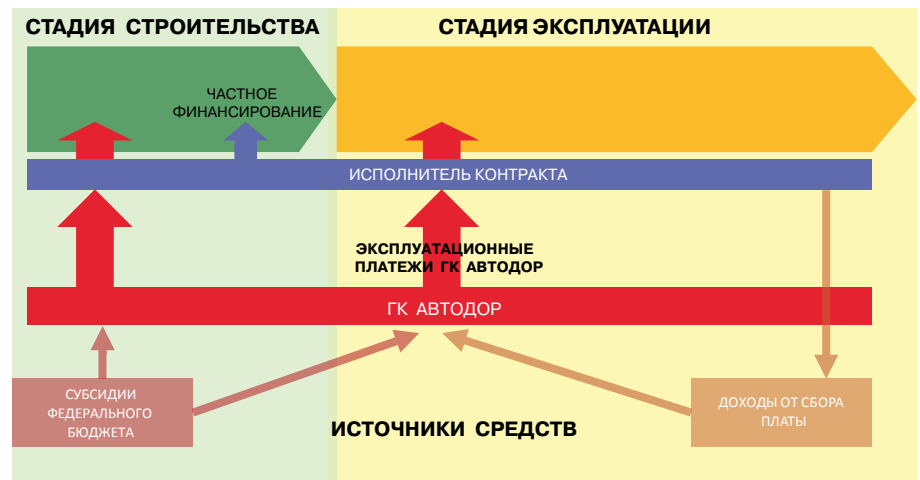 СТАДИЯ СТРОИТЕЛЬСТВА
СТАДИЯ ЭКСПЛУАТАЦИИ
ЧАСТНОЕ
ФИНАНСИРОВАНИЕ
ИСПОЛНИТЕЛЬ КОНТРАКТА
ЭКСПЛУАТАЦИОННЫЕ
ПЛАТЕЖИ ГК АВТОДОР
ГК АВТОДОР
СУБСИДИИ
ФЕДЕРАЛЬНОГО
БЮДЖЕТА
ДОХОДЫ ОТ СБОРА
ПЛАТЫ
ИСТОЧНИКИ СРЕДСТВ